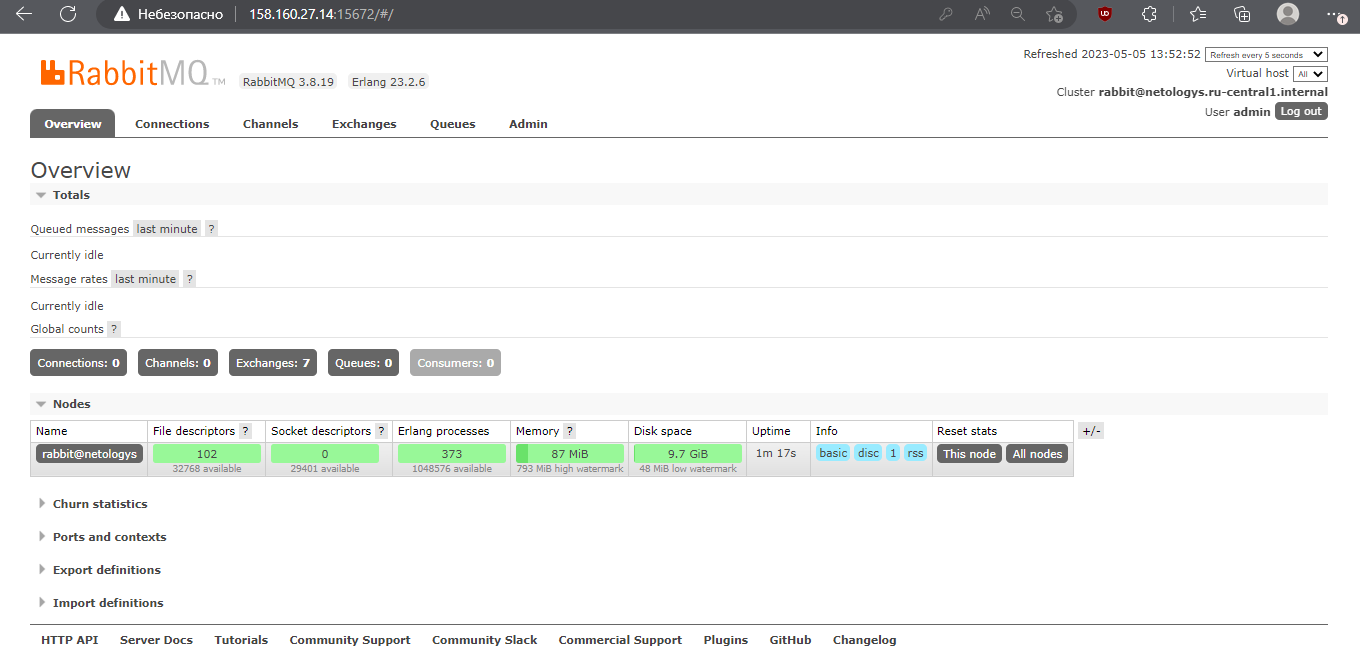 Небезопасно 158.160.27.14:15672/#/
RabbitMQ TM RabbitMQ 3.8.19 Erlang 23.2.6
Refreshed 2023-05-05 13:52:52 Refresh every 5 seconds
Virtual host All
Cluster rabbit@netologys.ru-central1.internal
User admin Log out
Overview Connections Channels Exchanges Queues Admin
Overview
Totals
Queued messages last minute ?
Currently idle
Message rates last minute ?
Currently idle
Global counts ?
Connections: 0 Channels: 0 Exchanges: 7 Queues: 0 Consumers: 0
Nodes
Name File descriptors ? Socket descriptors ? Erlang processes Memory ? Disk space Uptime Info Reset stats +/-
rabbit@netologys 102 0 373 87 MiB 9.7 GiB 1m 17s basic disc 1 rss This node All nodes
32768 available 29401 available 1048576 available 793 MiB high watermark 48 MiB low watermark
Churn statistics
Ports and contexts
Export definitions
Import definitions
HTTP API Server Docs Tutorials Community Support Community Slack Commercial Support Plugins GitHub Changelog